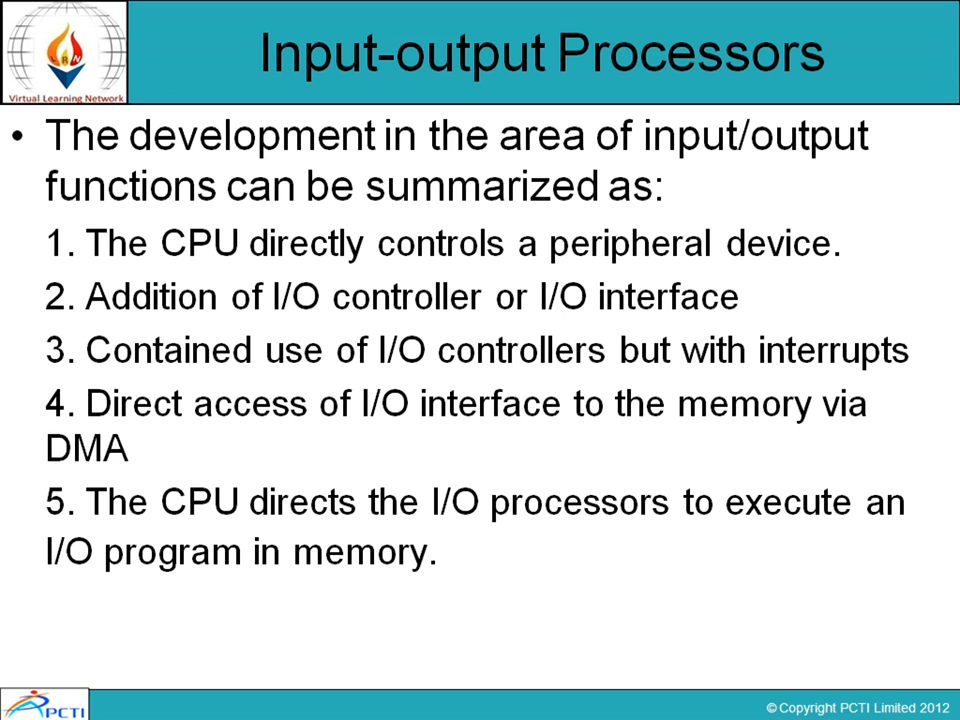 Input-output Processors
RN
Virtual Learning Network
• The development in the area of input/output
functions can be summarized as:
1. The CPU directly controls a peripheral device.
2. Addition of I/O controller or I/O interface
3. Contained use of I/O controllers but with interrupts
4. Direct access of I/O interface to the memory via
DMA
5. The CPU directs the I/O processors to execute an
I/O program in memory.
PCTI
© Copyright PCTI Limited 2012